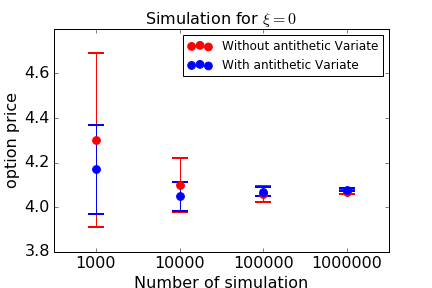 Simulation for ξ = 0
Without antithetic Variate
With antithetic Variate
option price
4.6
4.4
4.2
4.0
3.8
1000 10000 100000 1000000
Number of simulation